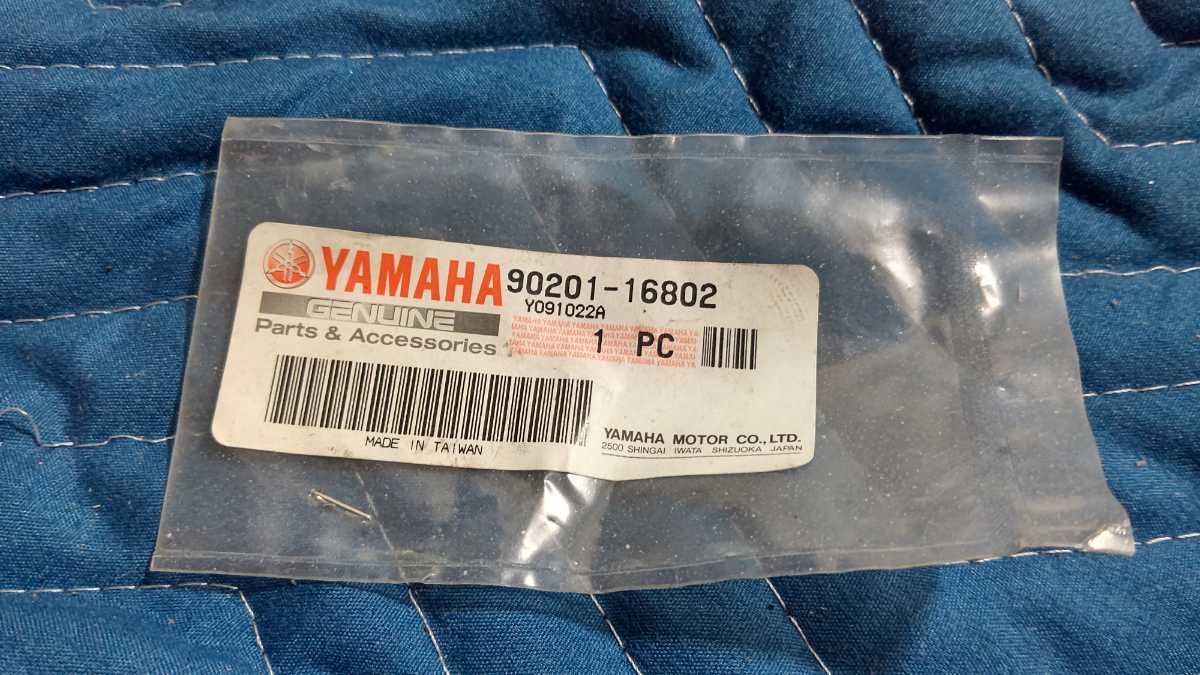 YAMAHA 90201-16802
GENUINE Y091022A
Parts & Accessories 1 PC
MADE IN TAIWAN
YAMAHA MOTOR CO.,LTD.
2500 SHINGAI IWATA SHIZUOKA JAPAN